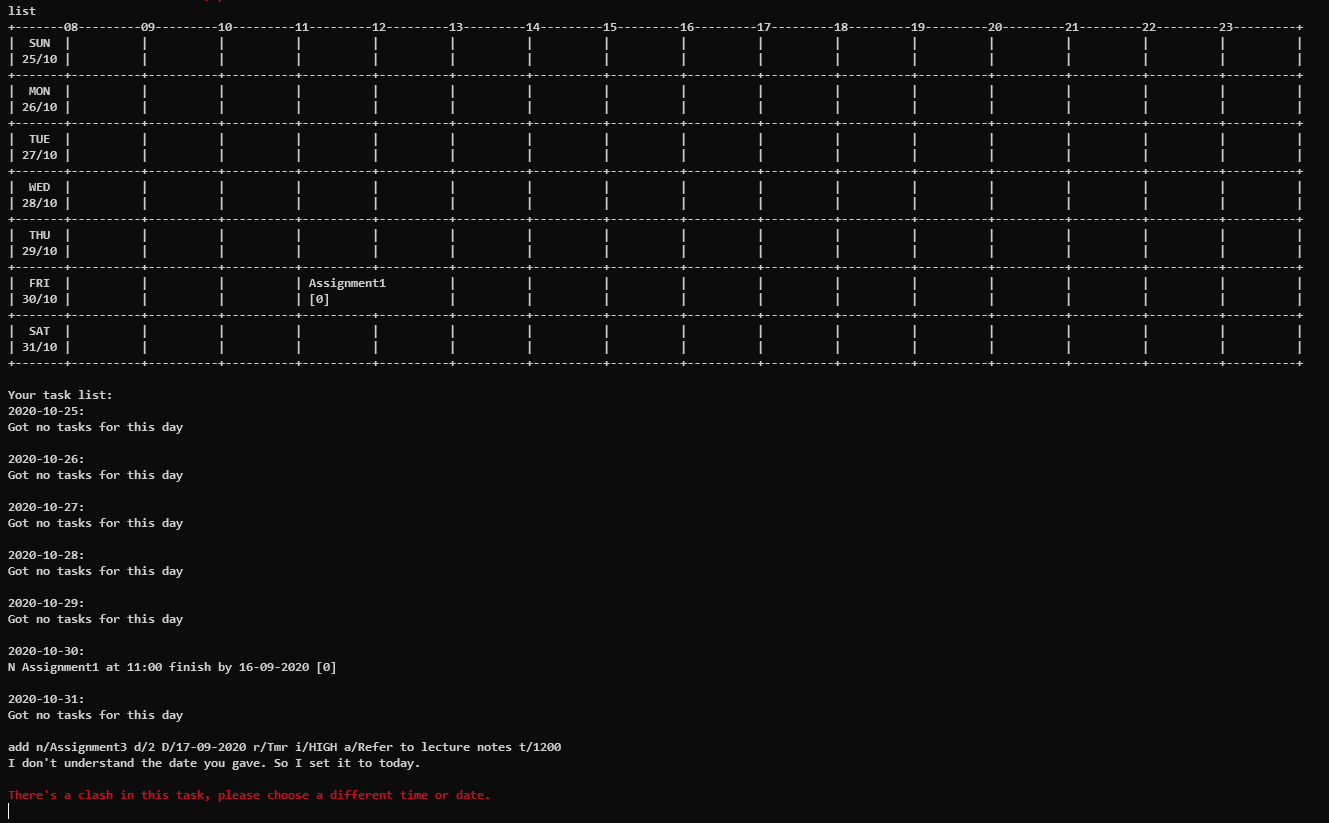 list
+------08---------09---------10---------11---------12---------13---------14---------15---------16---------17---------18---------19---------20---------21---------22---------23---------+
|  SUN  |          |          |          |          |          |          |          |          |          |          |          |          |          |          |          |          |
| 25/10 |          |          |          |          |          |          |          |          |          |          |          |          |          |          |          |          |
+-------+----------+----------+----------+----------+----------+----------+----------+----------+----------+----------+----------+----------+----------+----------+----------+----------+
|  MON  |          |          |          |          |          |          |          |          |          |          |          |          |          |          |          |          |
| 26/10 |          |          |          |          |          |          |          |          |          |          |          |          |          |          |          |          |
+-------+----------+----------+----------+----------+----------+----------+----------+----------+----------+----------+----------+----------+----------+----------+----------+----------+
|  TUE  |          |          |          |          |          |          |          |          |          |          |          |          |          |          |          |          |
| 27/10 |          |          |          |          |          |          |          |          |          |          |          |          |          |          |          |          |
+-------+----------+----------+----------+----------+----------+----------+----------+----------+----------+----------+----------+----------+----------+----------+----------+----------+
|  WED  |          |          |          |          |          |          |          |          |          |          |          |          |          |          |          |          |
| 28/10 |          |          |          |          |          |          |          |          |          |          |          |          |          |          |          |          |
+-------+----------+----------+----------+----------+----------+----------+----------+----------+----------+----------+----------+----------+----------+----------+----------+----------+
|  THU  |          |          |          |          |          |          |          |          |          |          |          |          |          |          |          |          |
| 29/10 |          |          |          |          |          |          |          |          |          |          |          |          |          |          |          |          |
+-------+----------+----------+----------+----------+----------+----------+----------+----------+----------+----------+----------+----------+----------+----------+----------+----------+
|  FRI  |          |          |          | Assignment1         |          |          |          |          |          |          |          |          |          |          |          |
| 30/10 |          |          |          | [0]                 |          |          |          |          |          |          |          |          |          |          |          |
+-------+----------+----------+----------+----------+----------+----------+----------+----------+----------+----------+----------+----------+----------+----------+----------+----------+
|  SAT  |          |          |          |          |          |          |          |          |          |          |          |          |          |          |          |          |
| 31/10 |          |          |          |          |          |          |          |          |          |          |          |          |          |          |          |          |
+-------+----------+----------+----------+----------+----------+----------+----------+----------+----------+----------+----------+----------+----------+----------+----------+----------+
Your task list:
2020-10-25:
Got no tasks for this day
2020-10-26:
Got no tasks for this day
2020-10-27:
Got no tasks for this day
2020-10-28:
Got no tasks for this day
2020-10-29:
Got no tasks for this day
2020-10-30:
N Assignment1 at 11:00 finish by 16-09-2020 [0]
2020-10-31:
Got no tasks for this day
add n/Assignment3 d/2 D/17-09-2020 r/Tmr i/HIGH a/Refer to lecture notes t/1200
I don't understand the date you gave. So I set it to today.
There's a clash in this task, please choose a different time or date.